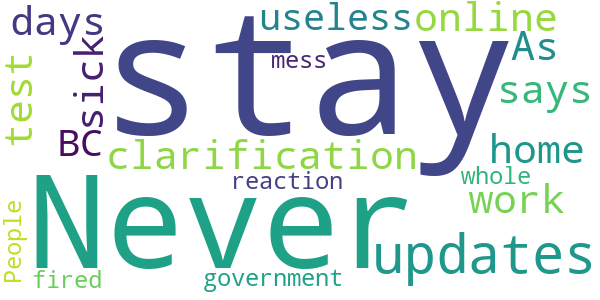 days
stay
useless
online
As
mess
sick
test
says
BC
clarification
home
reaction
whole
work
Never
updates
People
fired
government